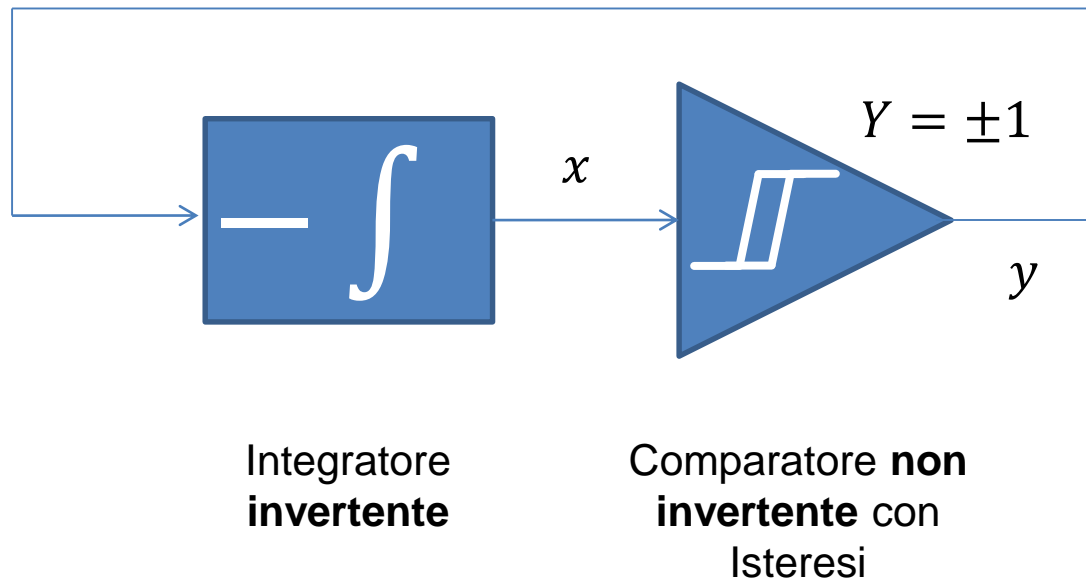 Y = ±1
− ∫
x
y
Integratore
invertente
Comparatore non
invertente con
Isteresi